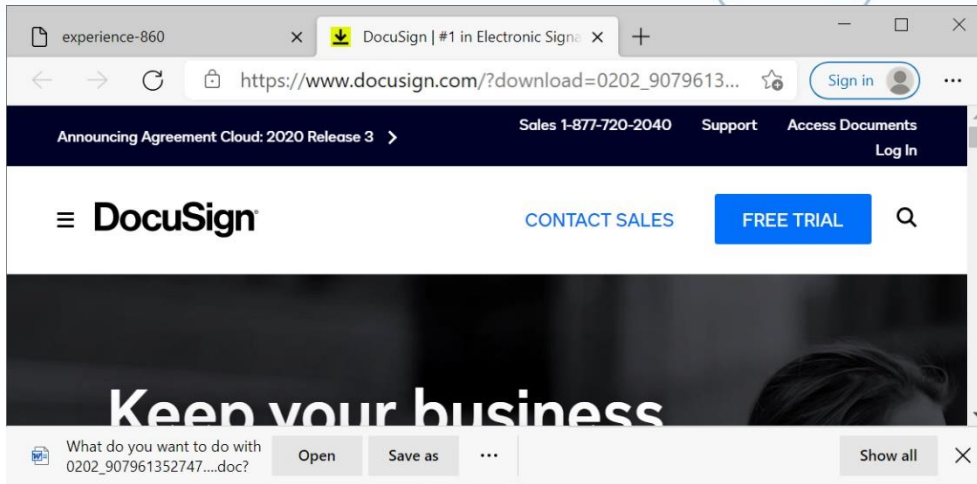 experience-860
DocuSign | #1 in Electronic Signa
https://www.docusign.com/?download=0202_9079613...
Sign in
Announcing Agreement Cloud: 2020 Release 3
Sales 1-877-720-2040 Support Access Documents
Log In
DocuSign
CONTACT SALES
FREE TRIAL
Keep your business
What do you want to do with
0202_907961352747....doc?
Open
Save as
Show all